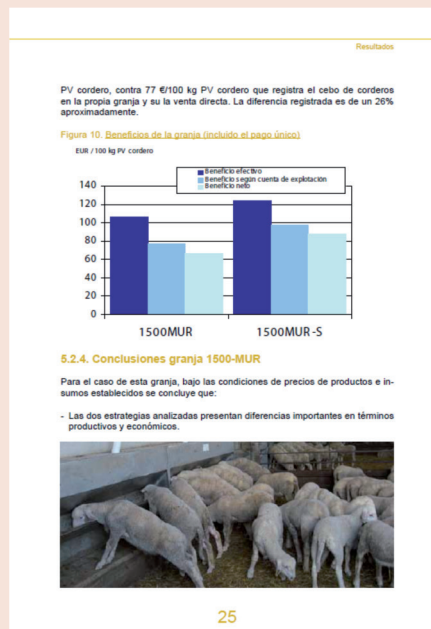 Resultados
PV cordero, contra 77 €/100 kg PV cordero que registra el cebo de corderos
en la propia granja y su la venta directa. La diferencia registrada es de un 26%
aproximadamente.
Figura 10. Beneficios de la granja (incluido el pago único)
EUR / 100 kg PV cordero
Beneficio efectivo
Beneficio según cuenta de explotación
Beneficio neto
140
120
100
80
60
40
20
0
1500MUR
1500MUR-S
5.2.4. Conclusiones granja 1500-MUR
Para el caso de esta granja, bajo las condiciones de precios de productos e in-
sumos establecidos se concluye que:
- Las dos estrategias analizadas presentan diferencias importantes en términos
productivos y económicos.
25